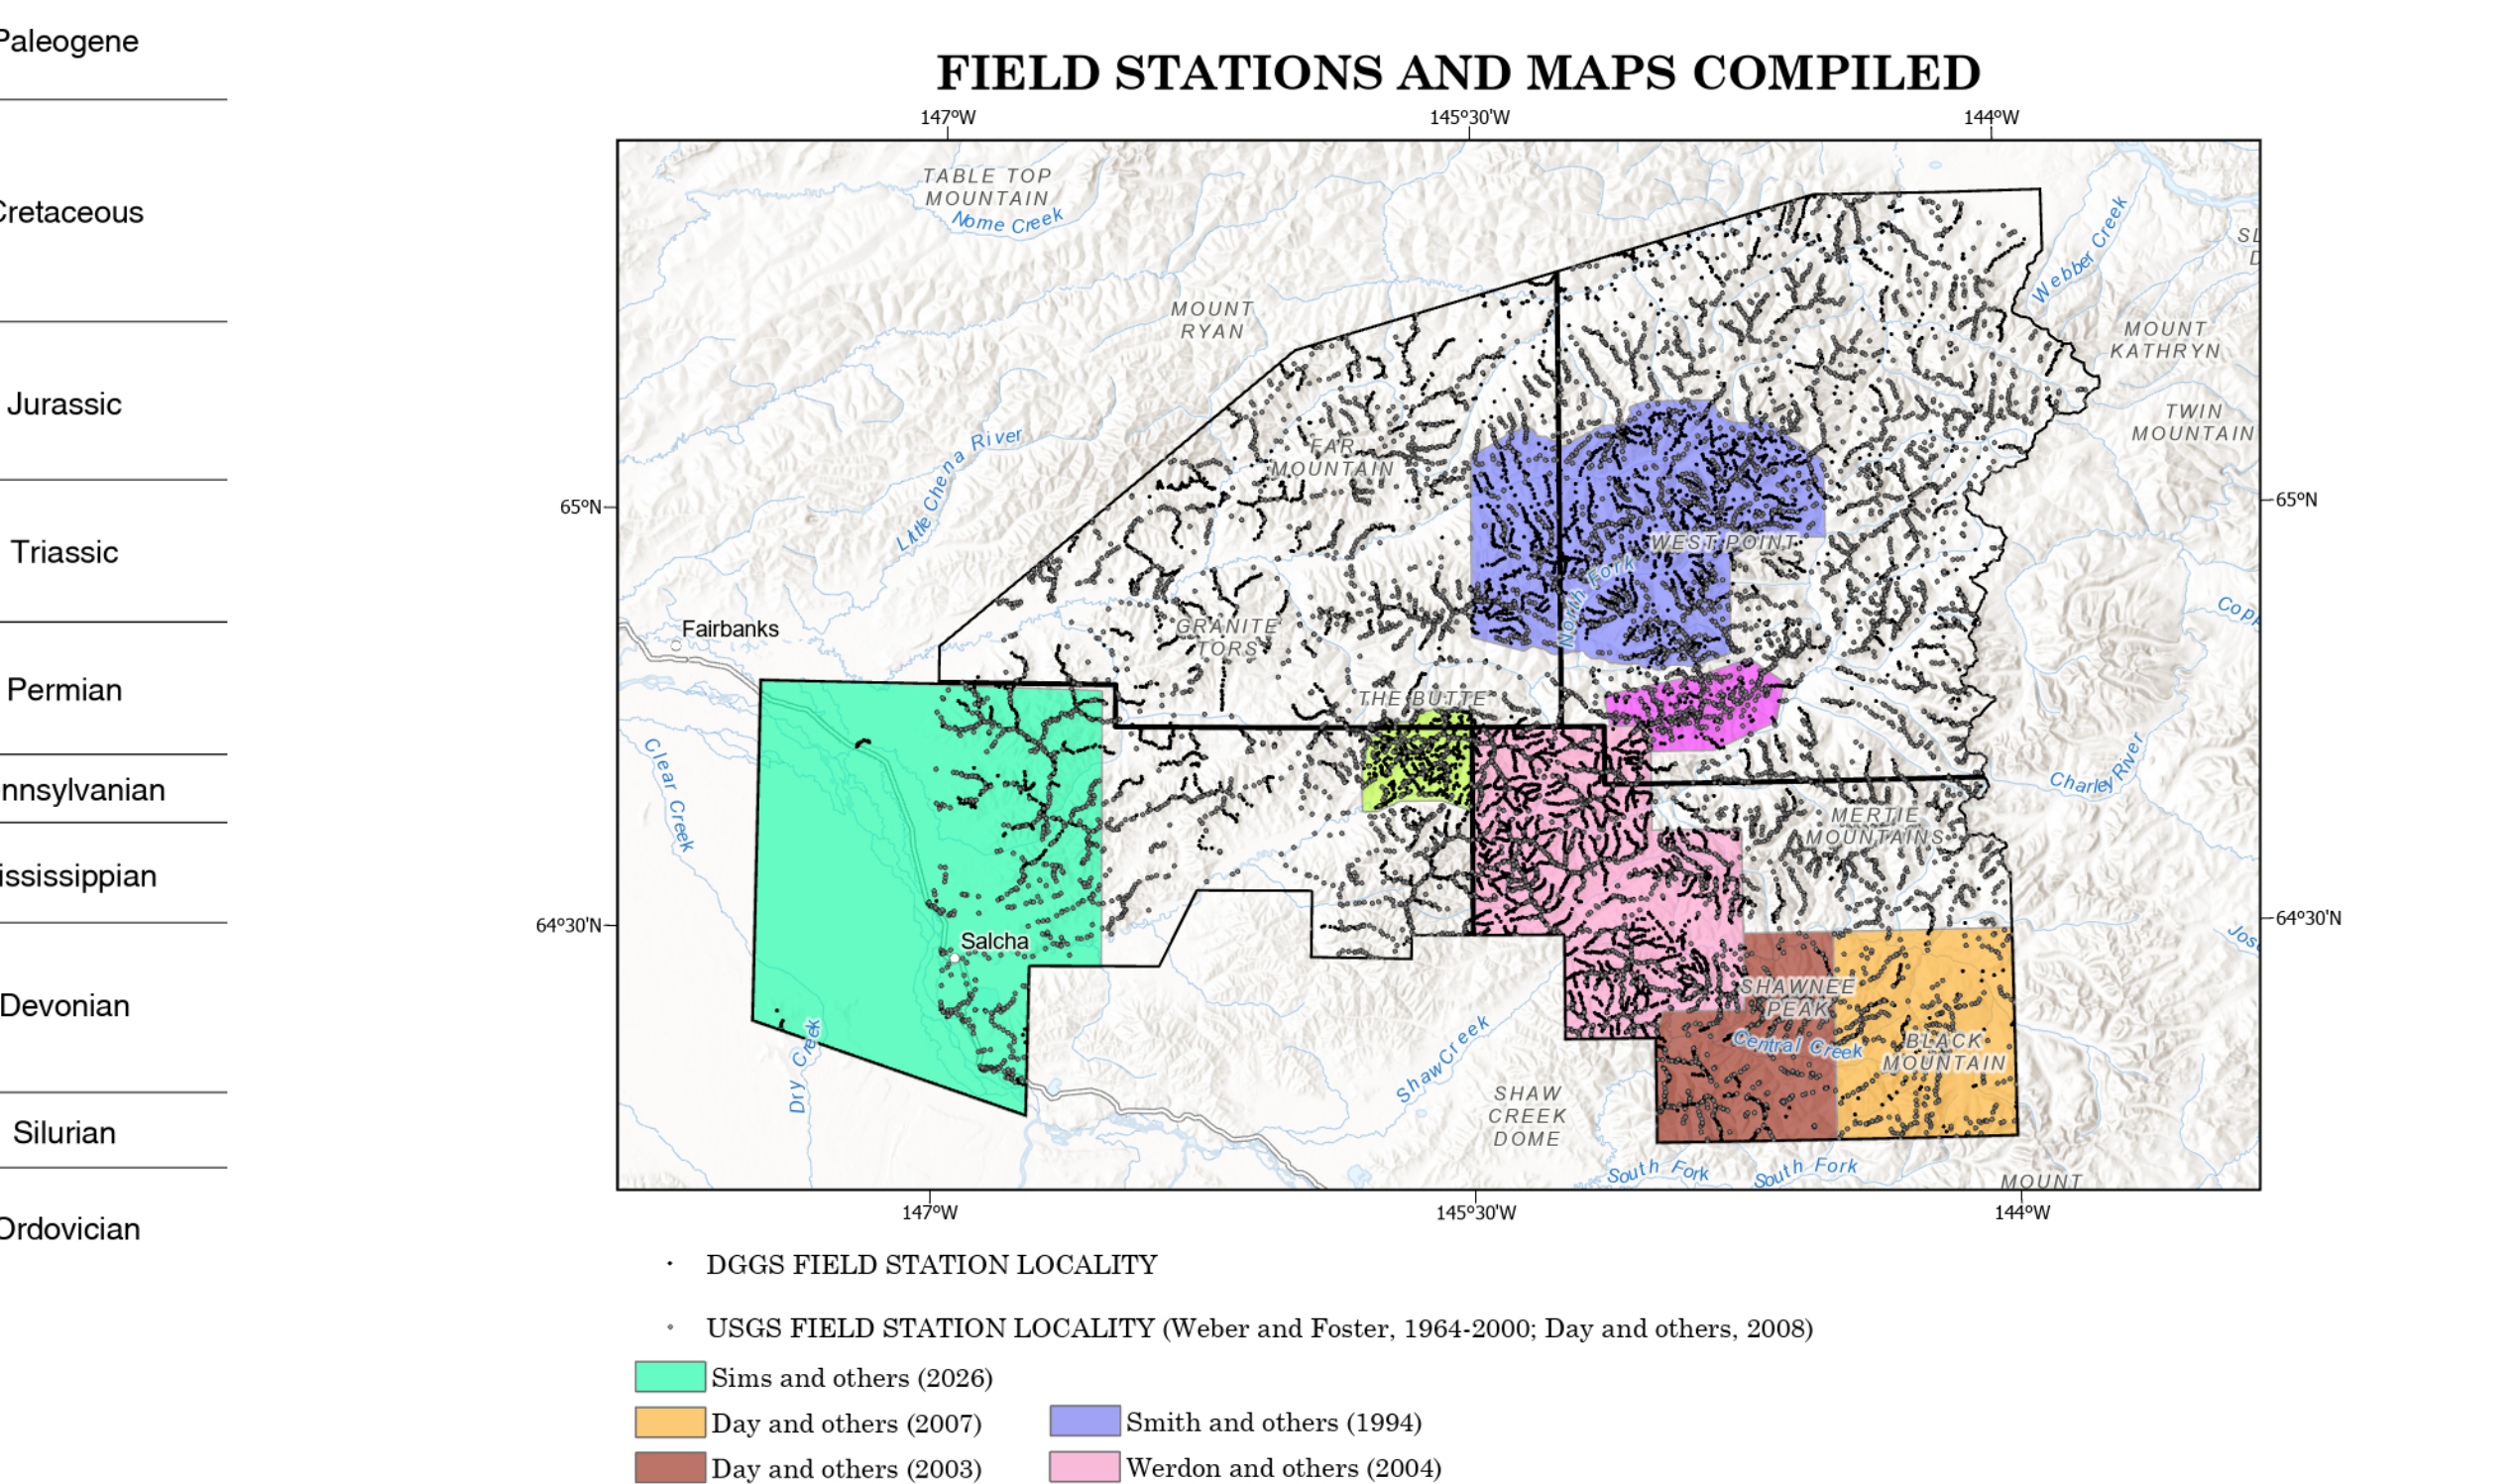 Paleogene
Cretaceous
Jurassic
Triassic
Permian
nnsylvanian
ississippian
Devonian
Silurian
Ordovician
FIELD STATIONS AND MAPS COMPILED
147°W
145°30'W
144°W
TABLE TOP
MOUNTAIN
Nome Creek
Webber Creek
SL
D
MOUNT
RYAN
MOUNT
KATHRYN
TWIN
MOUNTAIN
Little Chena River
FAR
MOUNTAIN
65°N
65°N
WEST POINT
North Fork
Fairbanks
GRANITE
TORS
Cop
THE BUTTE
Clear Creek
Charley River
MERTIE
MOUNTAINS
64°30'N
64°30'N
Salcha
Jos
SHAWNEE
PEAK
Central Creek
BLACK
MOUNTAIN
Dry Creek
Shaw Creek
SHAW
CREEK
DOME
South Fork
South Fork
MOUNT
147°W
145°30'W
144°W
DGGS FIELD STATION LOCALITY
USGS FIELD STATION LOCALITY (Weber and Foster, 1964-2000; Day and others, 2008)
Sims and others (2026)
Day and others (2007)
Smith and others (1994)
Day and others (2003)
Werdon and others (2004)